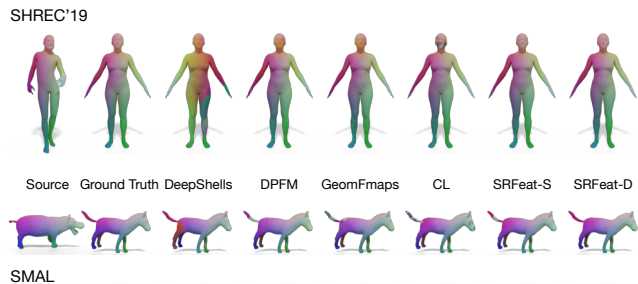 SHREC'19
Source Ground Truth DeepShells DPFM GeomFmaps CL SRFeat-S SRFeat-D
SMAL